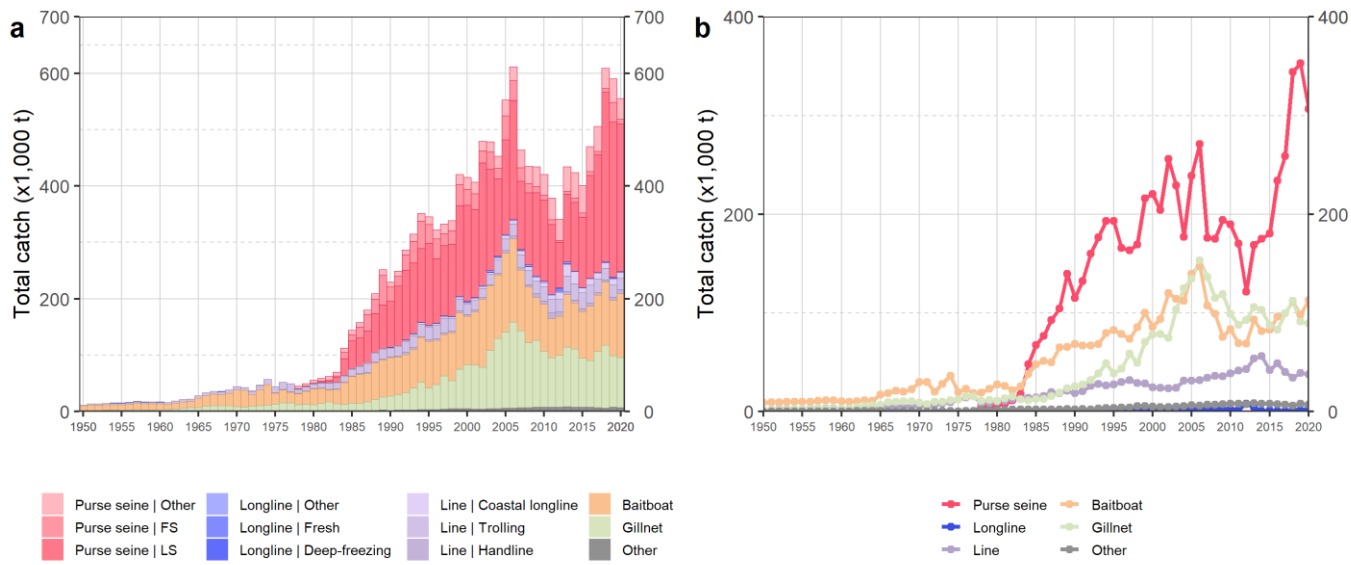 a
Total catch (x1,000 t)
700
600
400
200
0
700
600
400
200
0
1950 1955 1960 1965 1970 1975 1980 1985 1990 1995 2000 2005 2010 2015 2020
Purse seine | Other
Longline | Other
Line | Coastal longline
Baitboat
Purse seine | FS
Longline | Fresh
Line | Trolling
Gillnet
Purse seine | LS
Longline | Deep-freezing
Line | Handline
Other
b
Total catch (x1,000 t)
400
200
0
400
200
0
1950 1955 1960 1965 1970 1975 1980 1985 1990 1995 2000 2005 2010 2015 2020
Purse seine
Baitboat
Longline
Gillnet
Line
Other